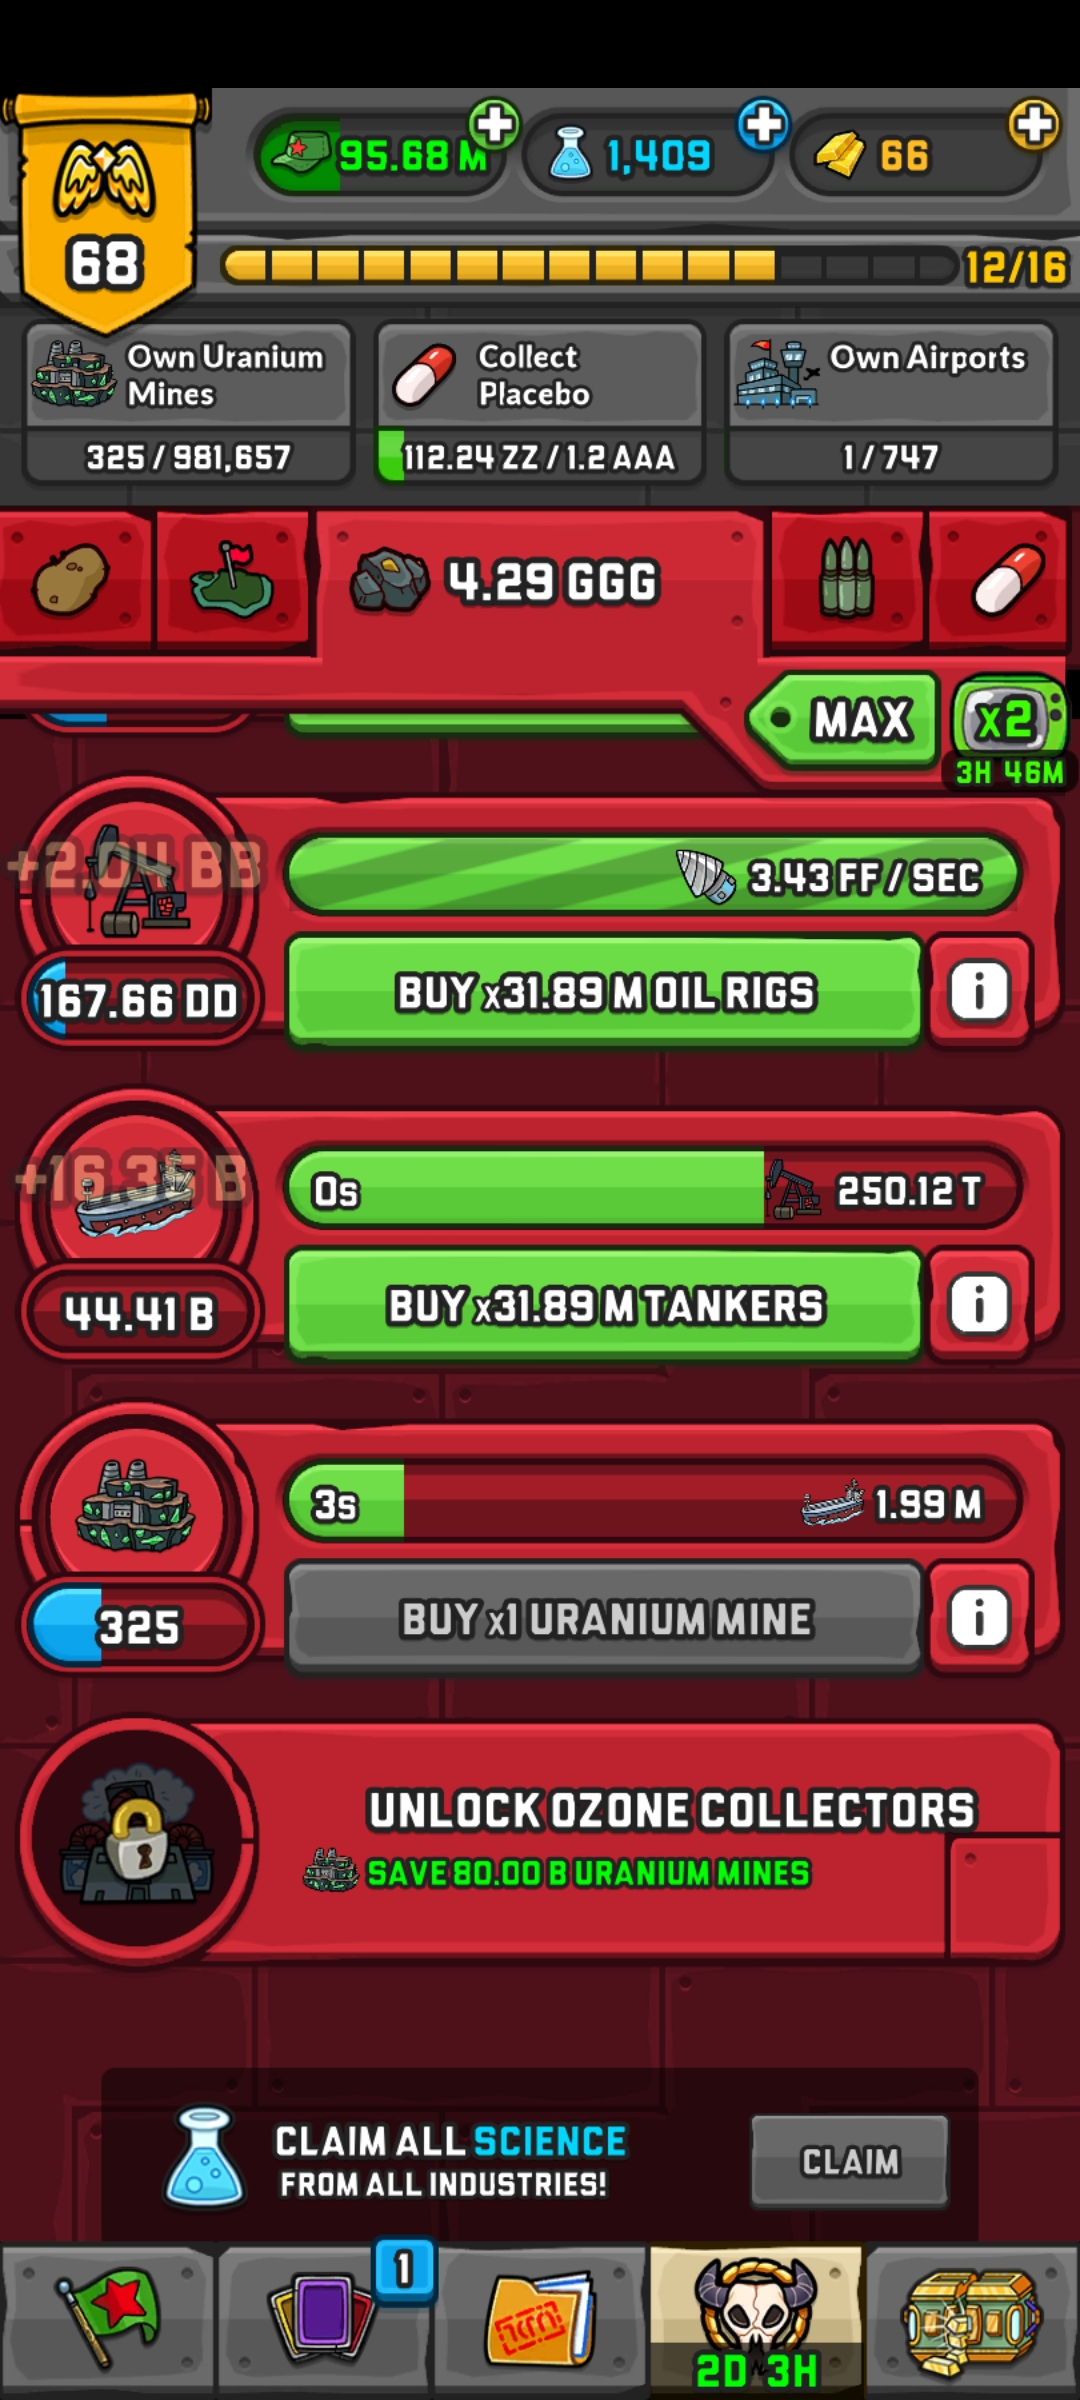 95.68 M
1,409
66
68
12/16
Own Uranium
Mines
325 / 981,657
Collect
Placebo
112.24 ZZ / 1.2 AAA
Own Airports
1 / 747
4.29 GGG
MAX
x2
3H 46M
+2.04 BB
3.43 FF / SEC
167.66 DD
BUY x31.89 M OIL RIGS
i
+16.35 B
0s
250.12 T
44.41 B
BUY x31.89 M TANKERS
i
3s
1.99 M
325
BUY x1 URANIUM MINE
i
UNLOCK OZONE COLLECTORS
SAVE 80.00 B URANIUM MINES
CLAIM ALL SCIENCE
FROM ALL INDUSTRIES!
CLAIM
1
2D 3H